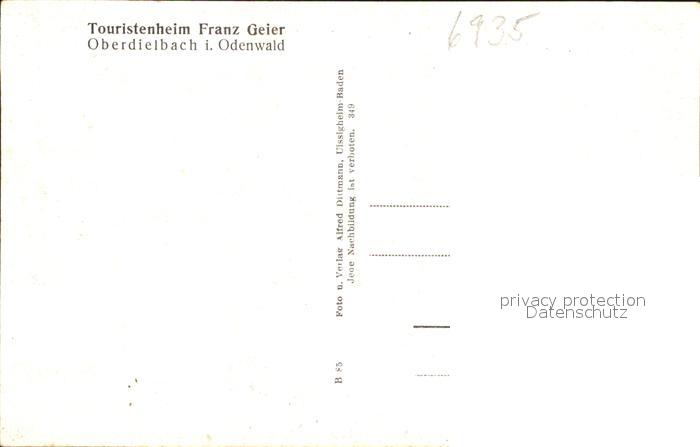 Touristenheim Franz Geier
Oberdielbach i. Odenwald
6935
Foto u. Verlag Alfred Dittmann, Uissigheim-Baden
Jede Nachbildung ist verboten. 349
B 85
privacy protection
Datenschutz